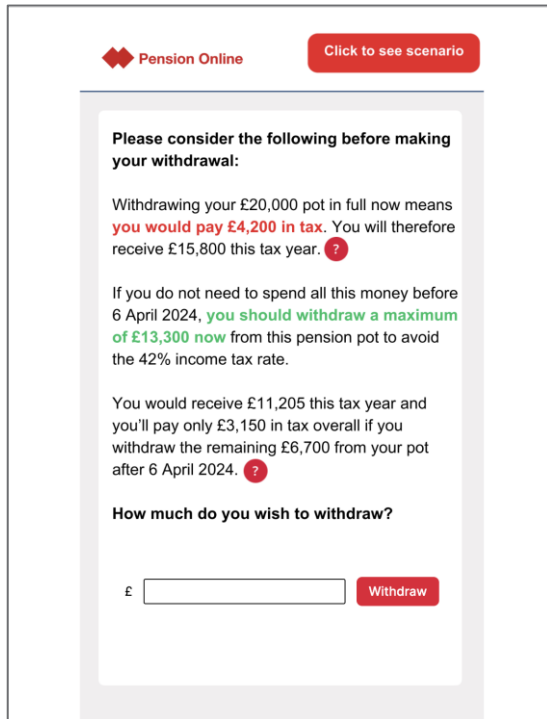 Pension Online
Click to see scenario
Please consider the following before making
your withdrawal:
Withdrawing your £20,000 pot in full now means
you would pay £4,200 in tax. You will therefore
receive £15,800 this tax year. ?
If you do not need to spend all this money before
6 April 2024, you should withdraw a maximum
of £13,300 now from this pension pot to avoid
the 42% income tax rate.
You would receive £11,205 this tax year and
you'll pay only £3,150 in tax overall if you
withdraw the remaining £6,700 from your pot
after 6 April 2024. ?
How much do you wish to withdraw?
£
Withdraw